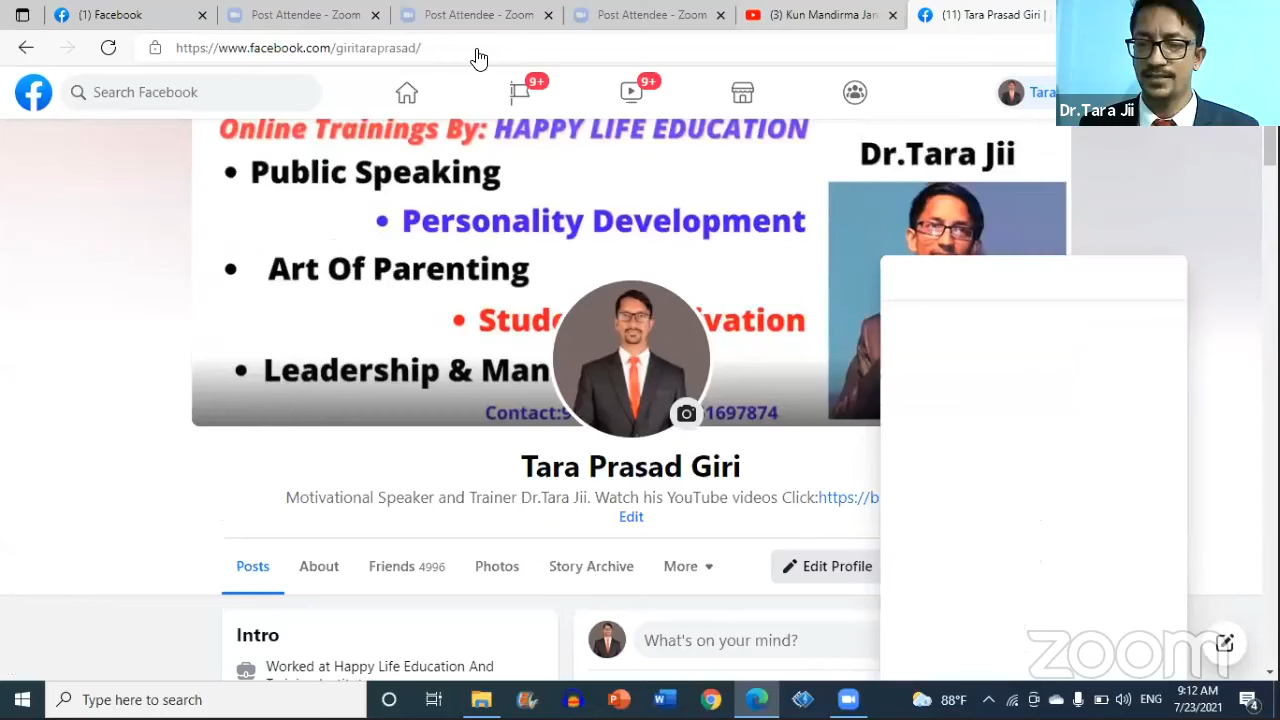 (1) Facebook
Post Attendee - Zoom
Post Attendee - Zoom
Post Attendee - Zoom
(3) Kun Mandirma Jan
(11) Tara Prasad Giri |
https://www.facebook.com/giritaraprasad/
Search Facebook
9+
9+
Tara
Dr.Tara Jii
Online Trainings By: HAPPY LIFE EDUCATION
Dr.Tara Jii
• Public Speaking
• Personality Development
• Art Of Parenting
• Stude ivation
• Leadership & Man
Contact:9 1697874
Tara Prasad Giri
Motivational Speaker and Trainer Dr.Tara Jii. Watch his YouTube videos Click:https://b
Edit
Posts About Friends 4996 Photos Story Archive More Edit Profile
Intro
What's on your mind?
Worked at Happy Life Education And
zoom
Type here to search
88°F
ENG
9:12 AM
7/23/2021
4